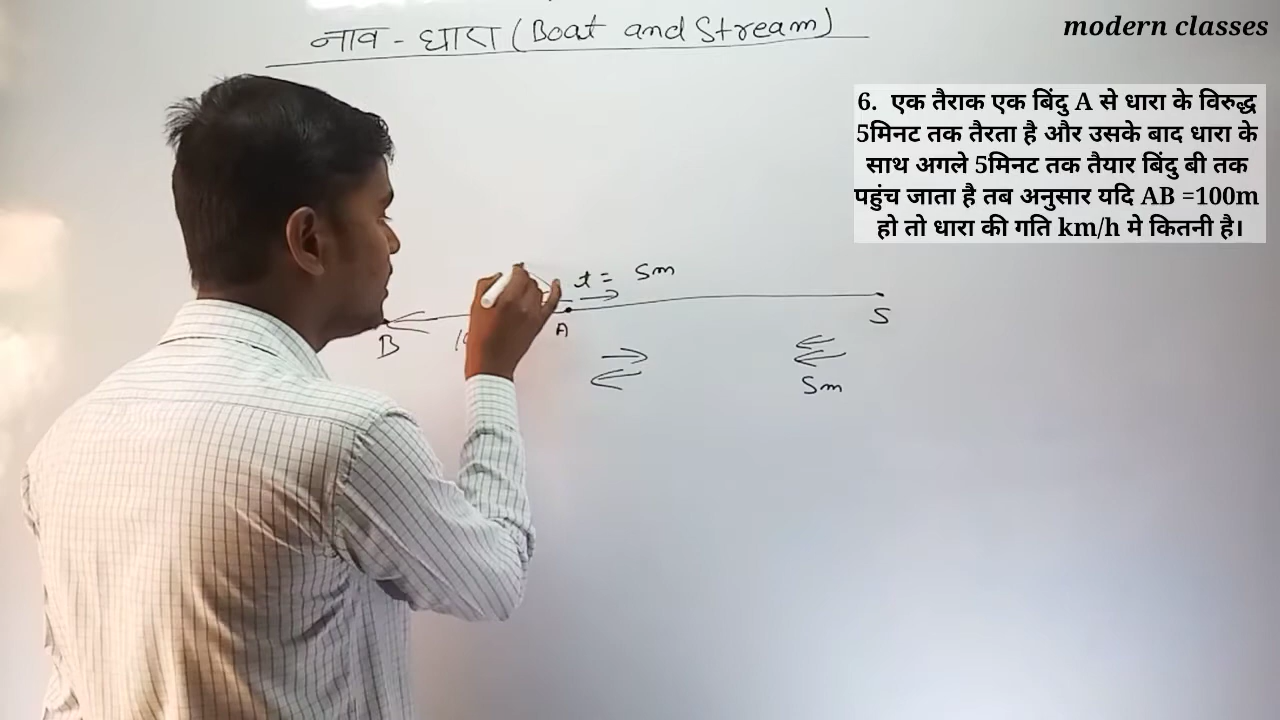 नाव - धारा (Boat and Stream)
modern classes
6. एक तैराक एक बिंदु A से धारा के विरुद्ध
5मिनट तक तैरता है और उसके बाद धारा के
साथ अगले 5मिनट तक तैयार बिंदु बी तक
पहुंच जाता है तब अनुसार यदि AB =100m
हो तो धारा की गति km/h मे कितनी है।
t = 5m
B
A
S
5m